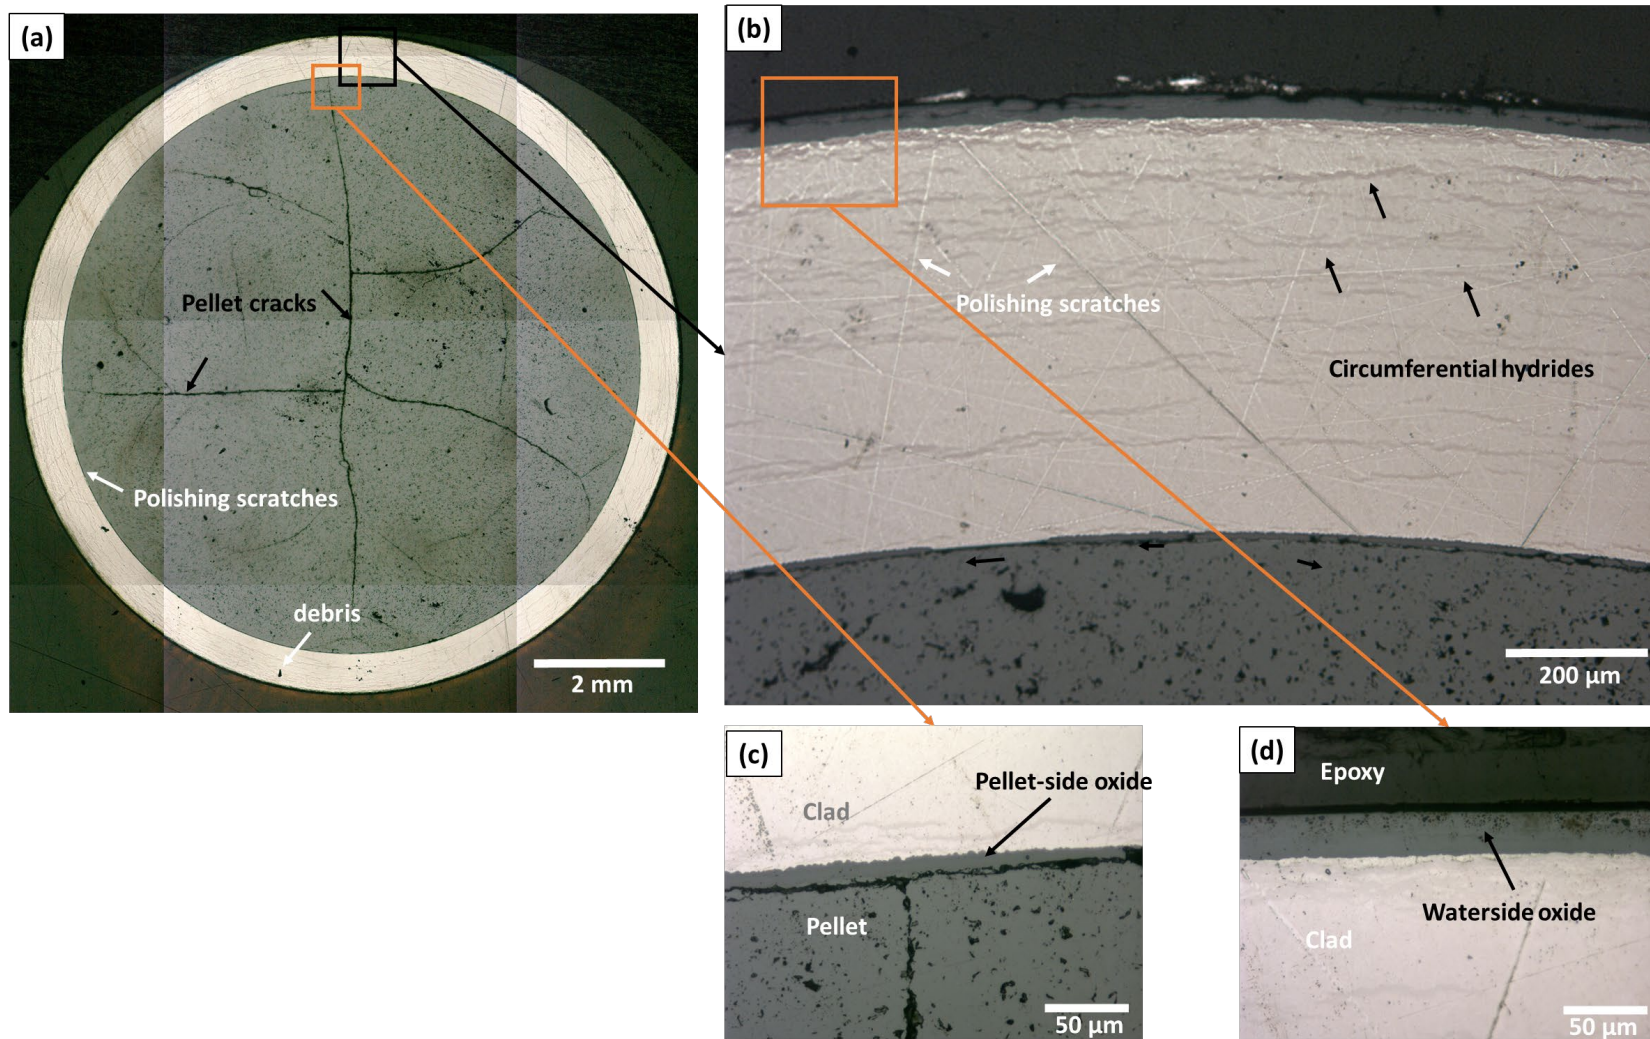 (a)
Pellet cracks
Polishing scratches
debris
2 mm
(b)
Polishing scratches
Circumferential hydrides
200 µm
(c)
Pellet-side oxide
Clad
Pellet
50 µm
(d)
Epoxy
Waterside oxide
Clad
50 µm